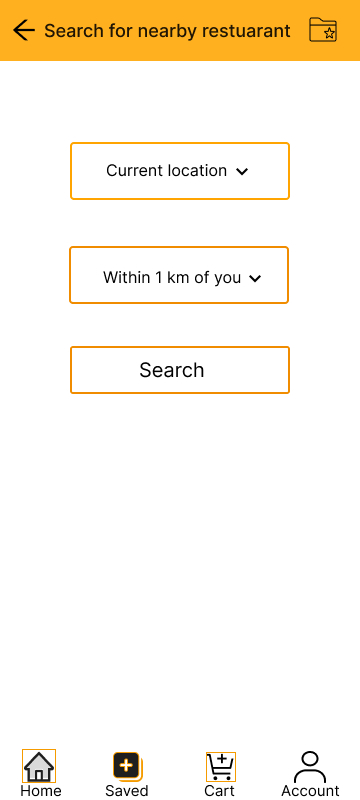 Search for nearby restuarant
Current location
Within 1 km of you
Search
Home Saved Cart Account